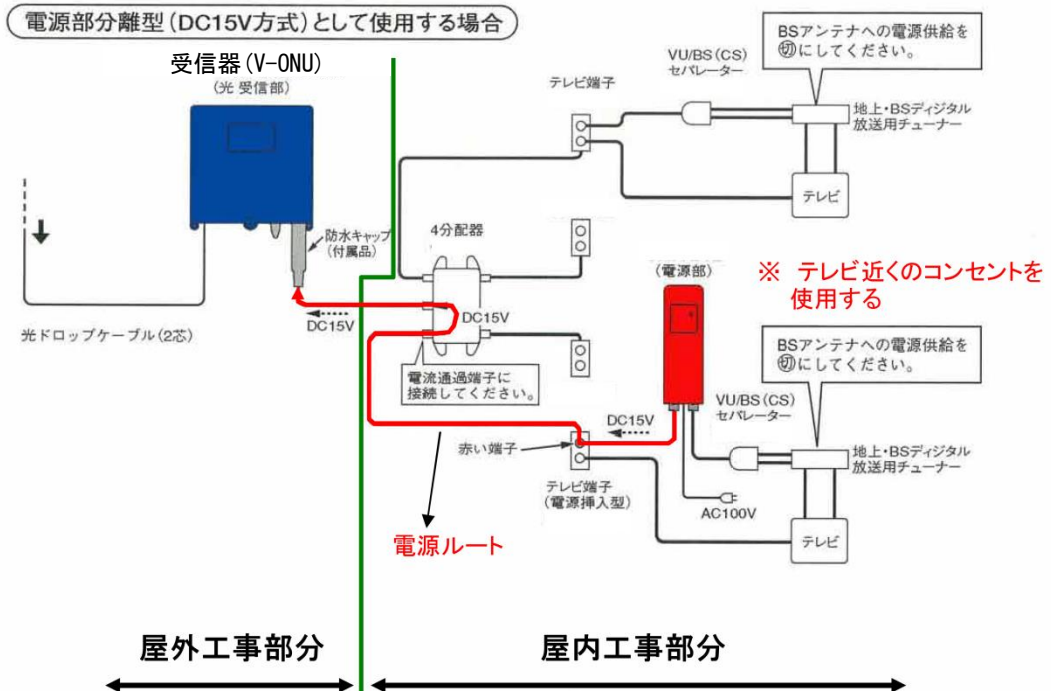 電源部分離型(DC15V方式)として使用する場合
受信器(V-ONU)
(光 受信部)
防水キャップ
(付属品)
光ドロップケーブル(2芯)
DC15V
4分配器
DC15V
電流通過端子に
接続してください。
テレビ端子
VU/BS(CS)
セパレーター
BSアンテナへの電源供給を
㊇にしてください。
地上・BSディジタル
放送用チューナー
テレビ
(電源部)
※ テレビ近くのコンセントを
使用する
BSアンテナへの電源供給を
切にしてください。
VU/BS(CS)
セパレーター
DC15V
赤い端子
テレビ端子
(電源挿入型)
AC100V
地上・BSディジタル
放送用チューナー
テレビ
電源ルート
屋外工事部分
屋内工事部分